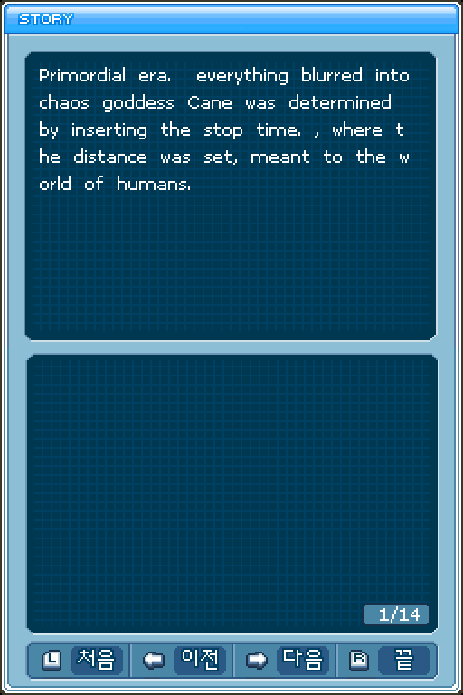 STORY
Primordial era.  everything blurred into
chaos goddess Cane was determined
by inserting the stop time. , where t
he distance was set, meant to the w
orld of humans.
1/14
L 처음 이전 다음 R 끝